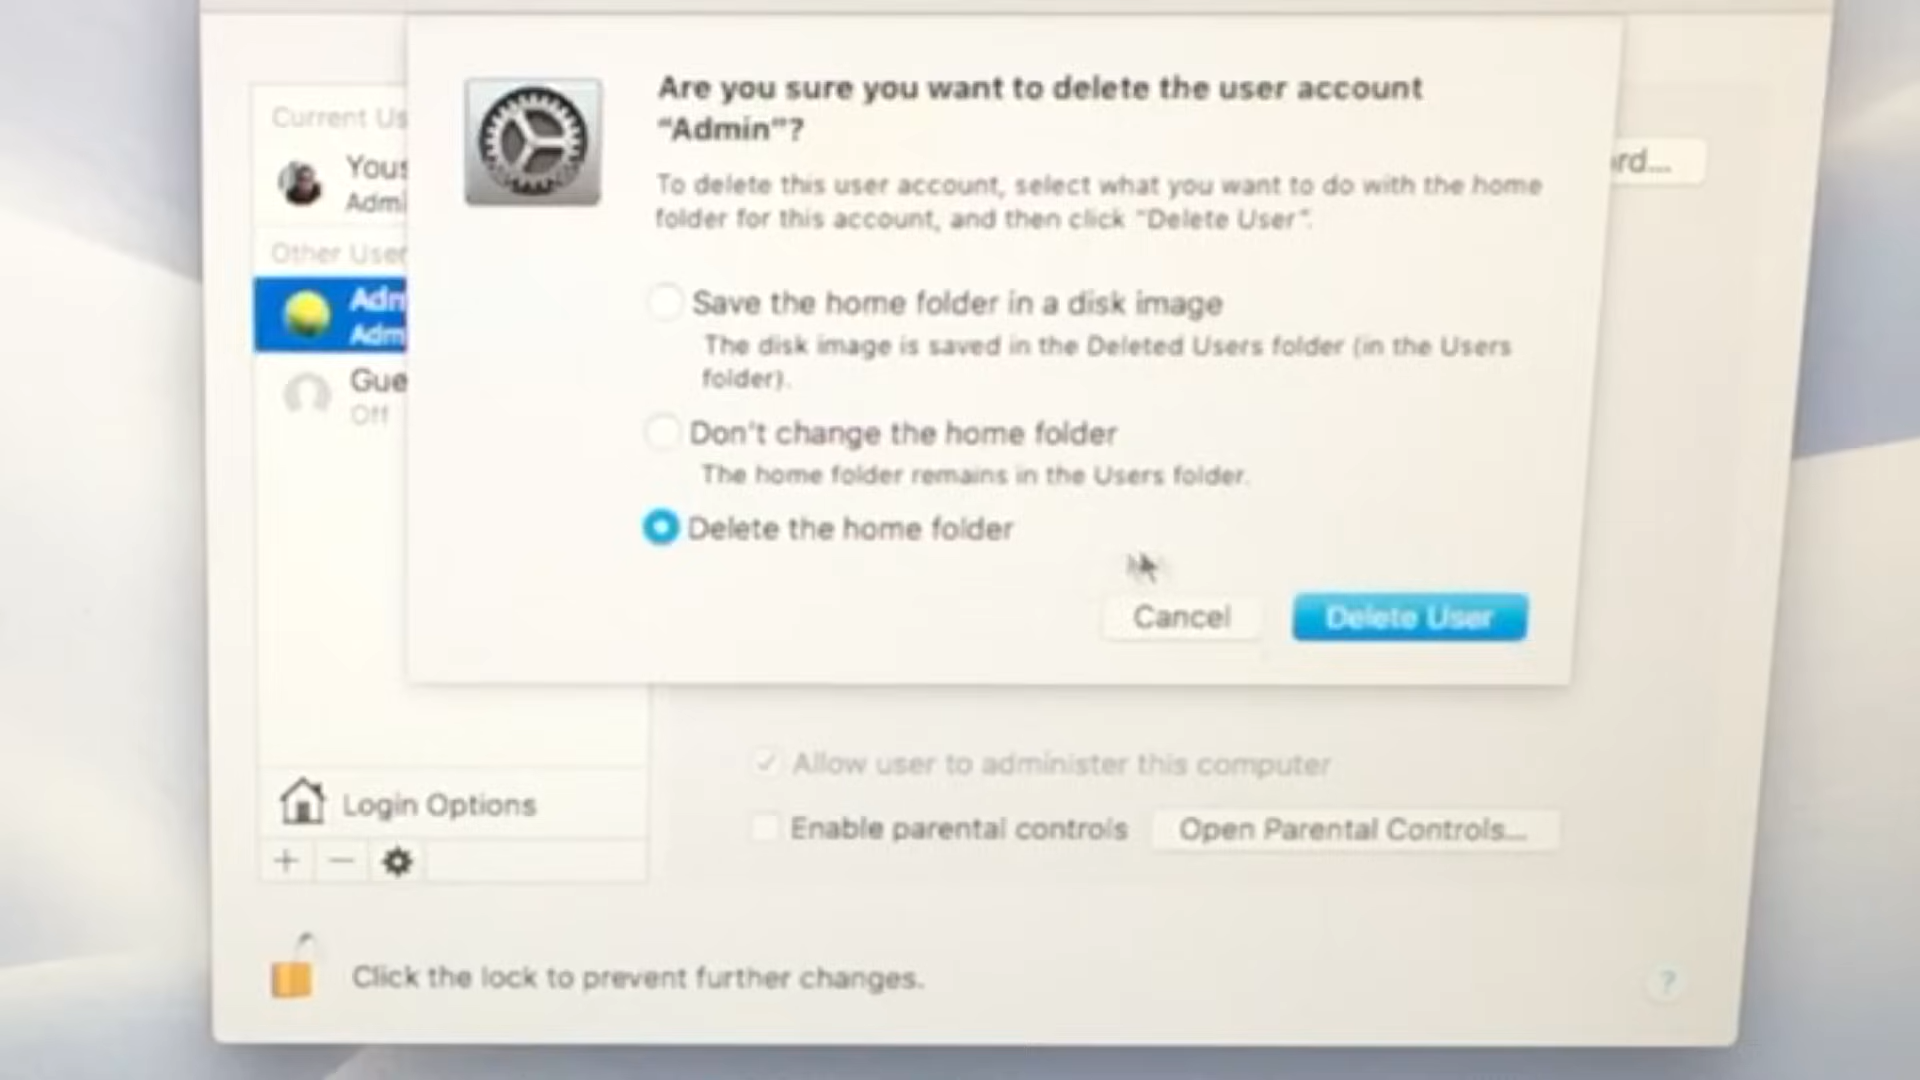 Are you sure you want to delete the user account
“Admin”?
To delete this user account, select what you want to do with the home
folder for this account, and then click “Delete User”.
Save the home folder in a disk image
The disk image is saved in the Deleted Users folder (in the Users
folder).
Don't change the home folder
The home folder remains in the Users folder.
Delete the home folder
Cancel
Delete User
Current Us
Yous
Admi
Other User
Adm
Adm
Gue
Off
rd...
Allow user to administer this computer
Enable parental controls
Open Parental Controls...
Login Options
+
−
Click the lock to prevent further changes.
?